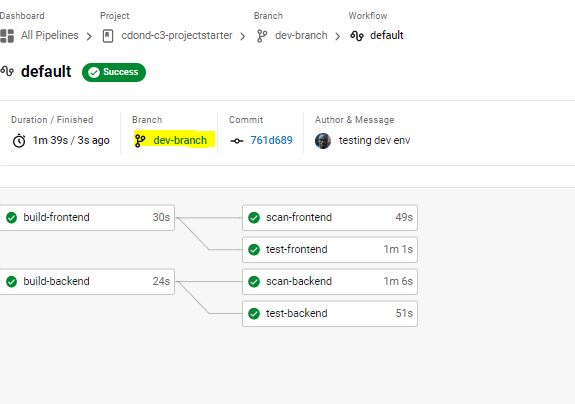 Dashboard Project Branch Workflow
All Pipelines cdond-c3-projectstarter dev-branch default
default Success
Duration / Finished Branch Commit Author & Message
1m 39s / 3s ago dev-branch 761d689 testing dev env
build-frontend 30s scan-frontend 49s
test-frontend 1m 1s
build-backend 24s scan-backend 1m 6s
test-backend 51s